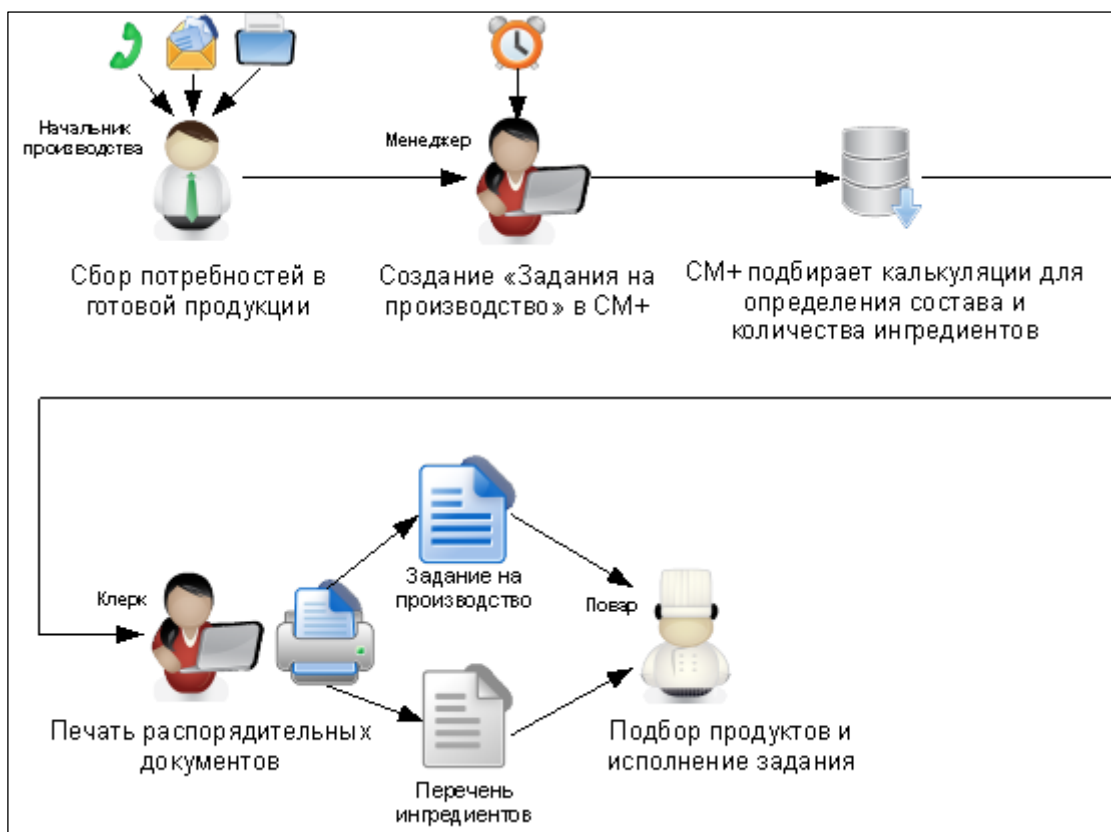 Начальник
производства
Менеджер
Сбор потребностей в
готовой продукции
Создание «Задания на
производство» в СМ+
СМ+ подбирает калькуляции для
определения состава и
количества ингредиентов
Клерк
Задание на
производство
Повар
Печать распорядительных
документов
Перечень
ингредиентов
Подбор продуктов и
исполнение задания